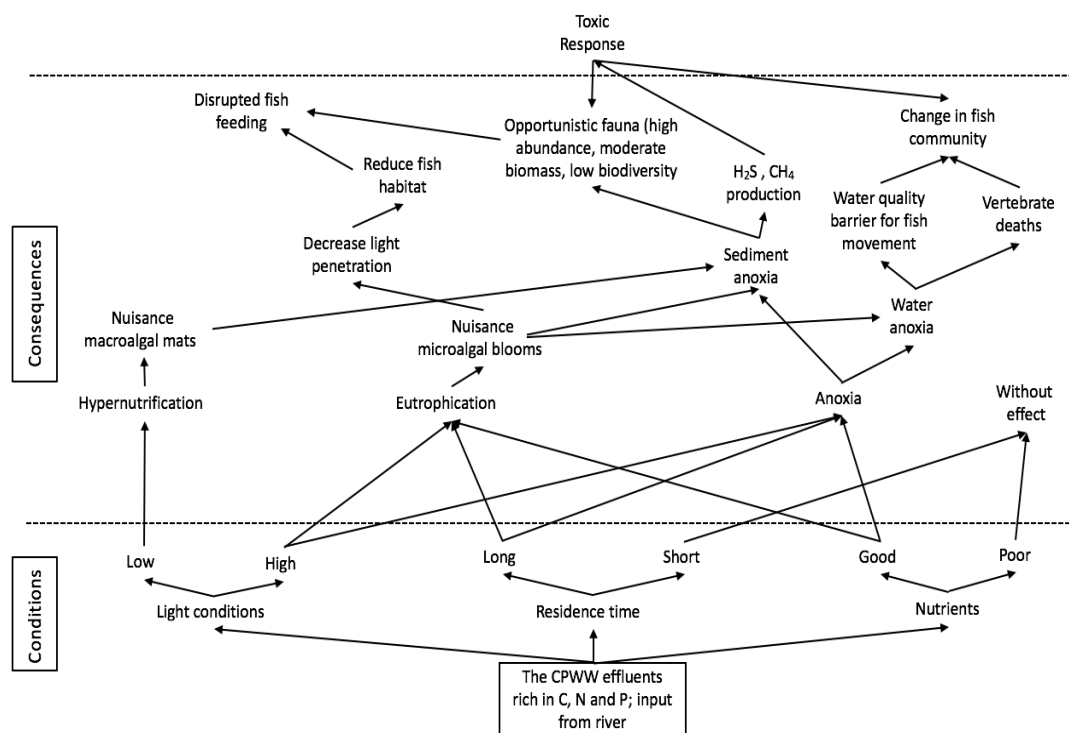 Toxic
Response
Disrupted fish
feeding
Opportunistic fauna (high
abundance, moderate
biomass, low biodiversity
Change in fish
community
Reduce fish
habitat
H₂S , CH₄
production
Water quality
barrier for fish
movement
Vertebrate
deaths
Decrease light
penetration
Sediment
anoxia
Consequences
Nuisance
macroalgal mats
Nuisance
microalgal blooms
Water
anoxia
Hypernutrification
Eutrophication
Anoxia
Without
effect
Conditions
Low
High
Long
Short
Good
Poor
Light conditions
Residence time
Nutrients
The CPWW effluents
rich in C, N and P; input
from river